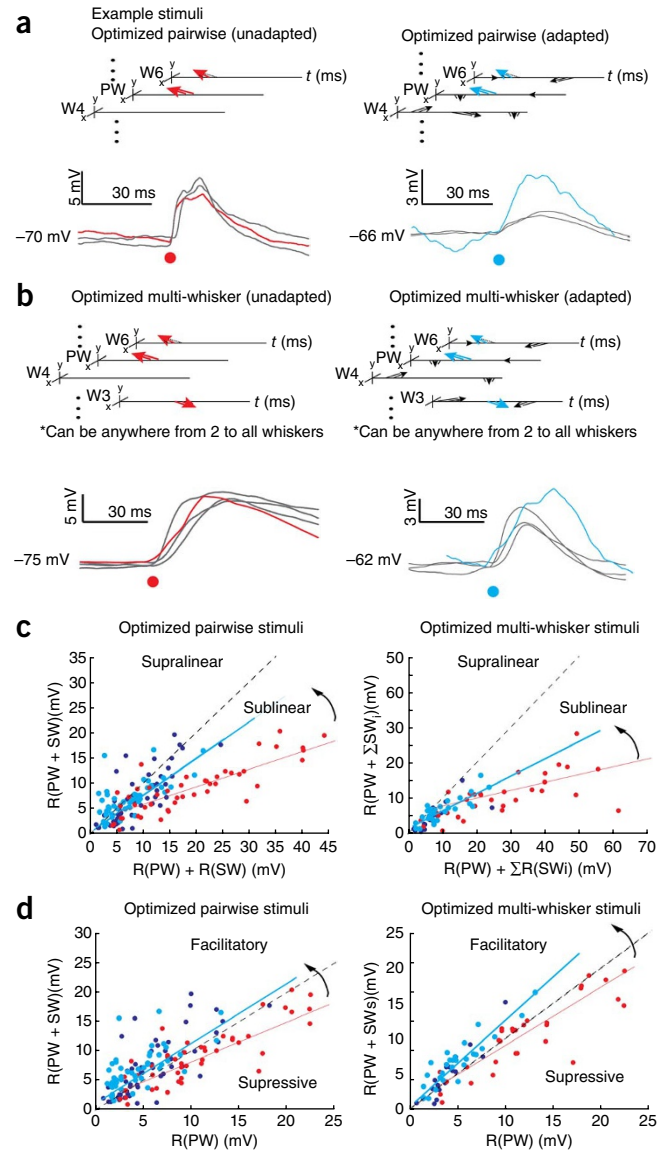 a
Example stimuli
Optimized pairwise (unadapted)
Optimized pairwise (adapted)
y
W6
x
t (ms)
y
PW
x
y
W4
x
y
W6
x
t (ms)
y
PW
x
y
W4
x
5 mV
30 ms
–70 mV
3 mV
30 ms
–66 mV
b
Optimized multi-whisker (unadapted)
Optimized multi-whisker (adapted)
y
W6
x
t (ms)
y
PW
x
y
W4
x
y
W3
x
t (ms)
*Can be anywhere from 2 to all whiskers
y
W6
x
t (ms)
y
PW
x
y
W4
x
y
W3
x
t (ms)
*Can be anywhere from 2 to all whiskers
5 mV
30 ms
–75 mV
3 mV
30 ms
–62 mV
c
Optimized pairwise stimuli
35
30
25
20
15
10
5
0
Supralinear
Sublinear
R(PW + SW)(mV)
0 5 10 15 20 25 30 35 40 45
R(PW) + R(SW) (mV)
Optimized multi-whisker stimuli
50
30
20
10
0
Supralinear
Sublinear
R(PW + ΣSWi)(mV)
0 10 20 30 40 50 60 70
R(PW) + ΣR(SWi) (mV)
d
Optimized pairwise stimuli
30
25
20
15
10
5
0
Facilitatory
Supressive
R(PW + SW)(mV)
0 5 10 15 20 25
R(PW) (mV)
Optimized multi-whisker stimuli
25
20
15
10
5
0
Facilitatory
Supressive
R(PW + SWs)(mV)
0 5 10 15 20 25
R(PW) (mV)